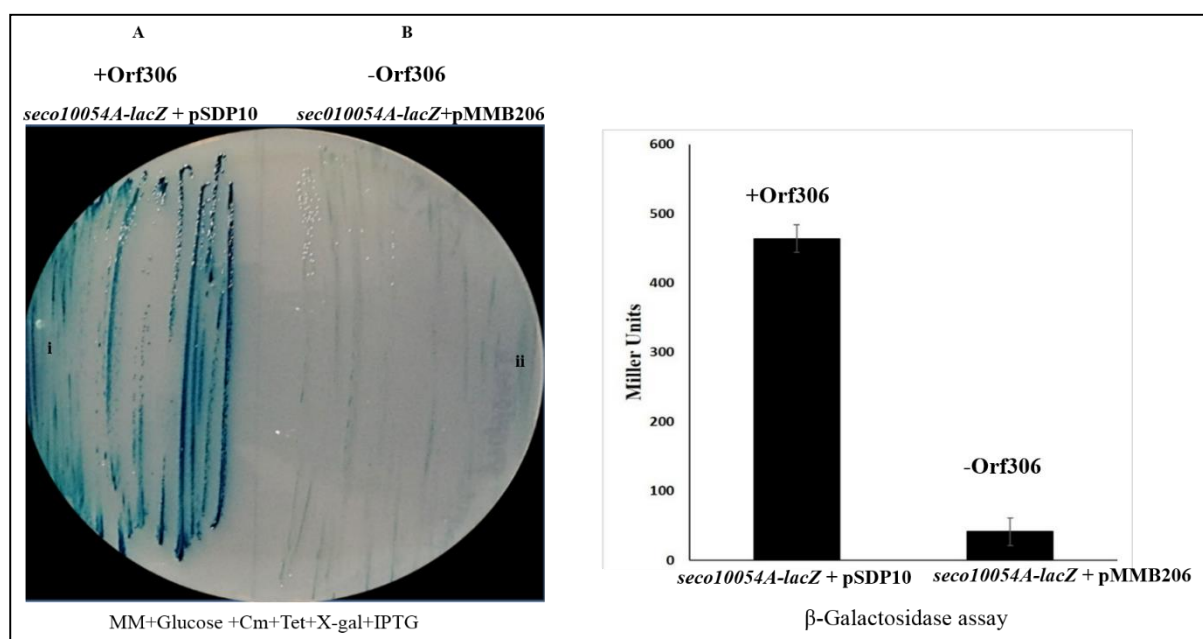 A
B
+Orf306
-Orf306
seco10054A-lacZ + pSDP10
sec010054A-lacZ+pMMB206
i
ii
MM+Glucose +Cm+Tet+X-gal+IPTG
600
500
400
300
200
100
0
Miller Units
+Orf306
-Orf306
seco10054A-lacZ + pSDP10
seco10054A-lacZ + pMMB206
β-Galactosidase assay